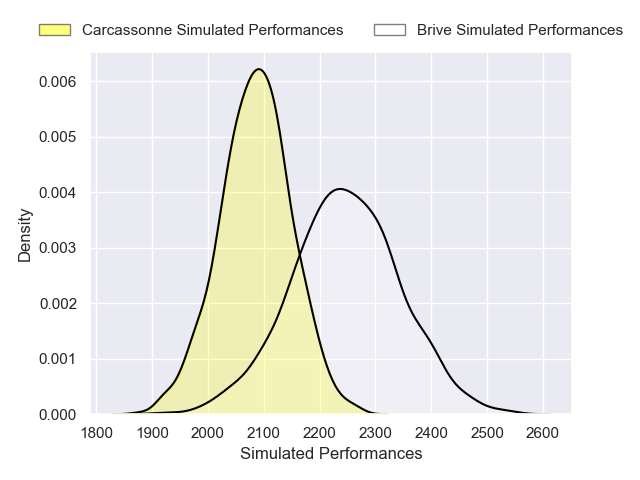 Carcassonne Simulated Performances
Brive Simulated Performances
0.006
0.005
0.004
0.003
0.002
0.001
0.000
Density
1800 1900 2000 2100 2200 2300 2400 2500 2600
Simulated Performances